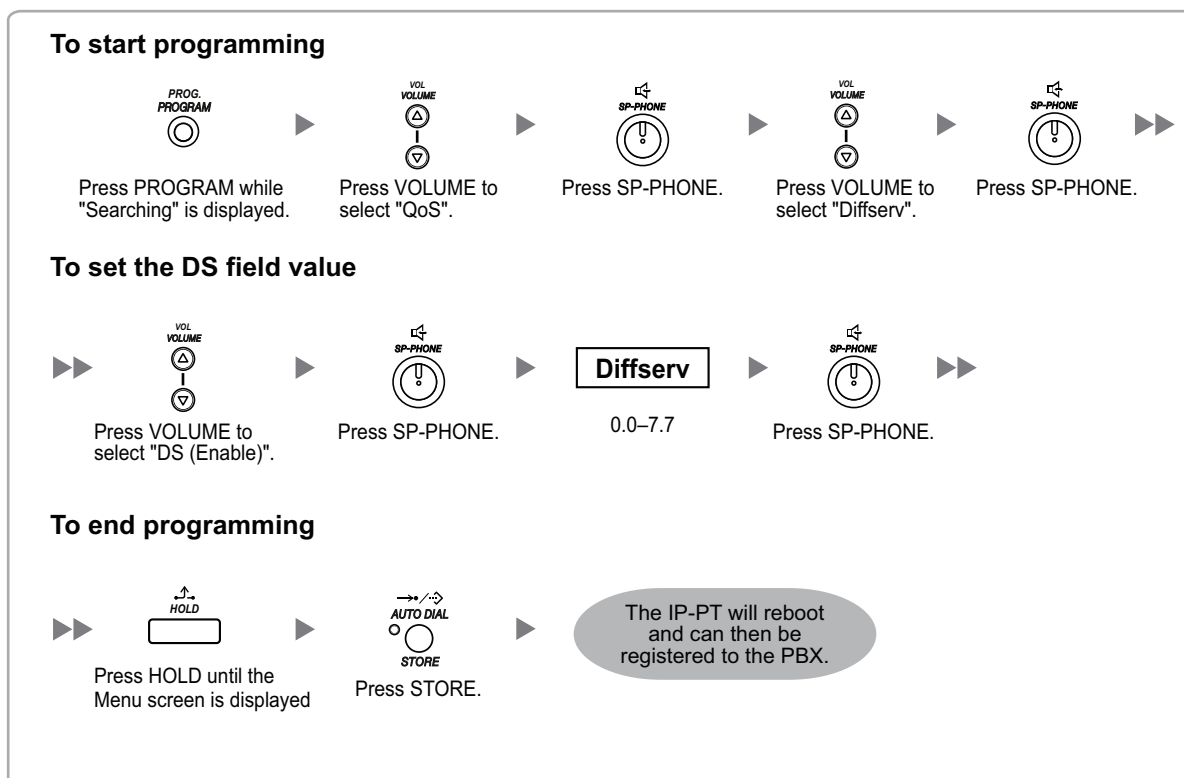 To start programming
PROG.
PROGRAM
Press PROGRAM while
"Searching" is displayed.
VOL
VOLUME
Press VOLUME to
select "QoS".
SP-PHONE
Press SP-PHONE.
VOL
VOLUME
Press VOLUME to
select "Diffserv".
SP-PHONE
Press SP-PHONE.
To set the DS field value
VOL
VOLUME
Press VOLUME to
select "DS (Enable)".
SP-PHONE
Press SP-PHONE.
Diffserv
0.0–7.7
SP-PHONE
Press SP-PHONE.
To end programming
HOLD
Press HOLD until the
Menu screen is displayed
AUTO DIAL
STORE
Press STORE.
The IP-PT will reboot
and can then be
registered to the PBX.